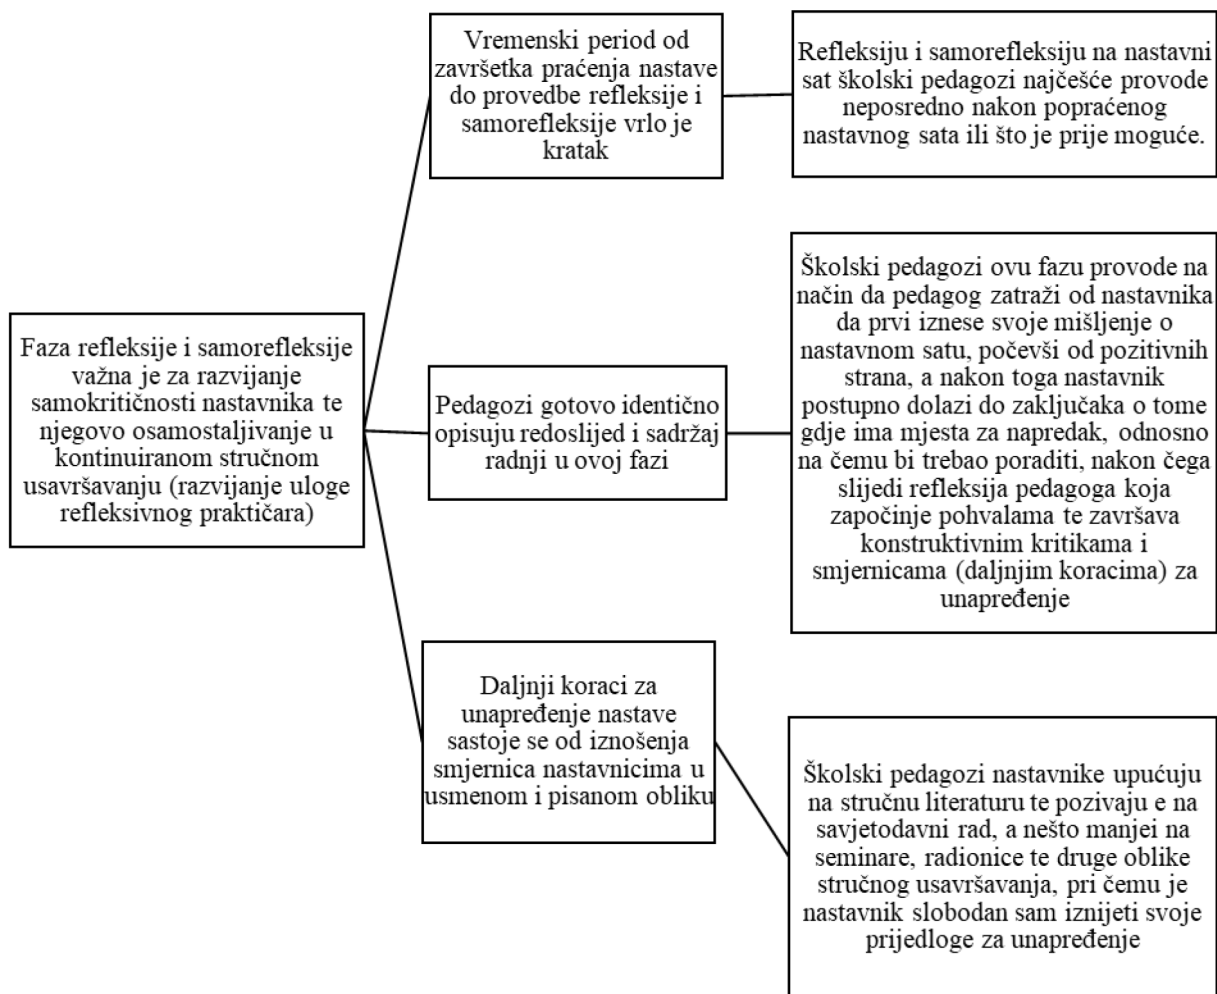 Faza refleksije i samorefleksije
važna je za razvijanje
samokritičnosti nastavnika te
njegovo osamostaljivanje u
kontinuiranom stručnom
usavršavanju (razvijanje uloge
refleksivnog praktičara)
Vremenski period od
završetka praćenja nastave
do provedbe refleksije i
samorefleksije vrlo je
kratak
Refleksiju i samorefleksiju na nastavni
sat školski pedagozi najčešće provode
neposredno nakon popraćenog
nastavnog sata ili što je prije moguće.
Pedagozi gotovo identično
opisuju redoslijed i sadržaj
radnji u ovoj fazi
Školski pedagozi ovu fazu provode na
način da pedagog zatraži od nastavnika
da prvi iznese svoje mišljenje o
nastavnom satu, počevši od pozitivnih
strana, a nakon toga nastavnik
postupno dolazi do zaključaka o tome
gdje ima mjesta za napredak, odnosno
na čemu bi trebao poraditi, nakon čega
slijedi refleksija pedagoga koja
započinje pohvalama te završava
konstruktivnim kritikama i
smjernicama (daljnjim koracima) za
unapređenje
Daljnji koraci za
unapređenje nastave
sastoje se od iznošenja
smjernica nastavnicima u
usmenom i pisanom obliku
Školski pedagozi nastavnike upućuju
na stručnu literaturu te pozivaju e na
savjetodavni rad, a nešto manjei na
seminare, radionice te druge oblike
stručnog usavršavanja, pri čemu je
nastavnik slobodan sam iznijeti svoje
prijedloge za unapređenje